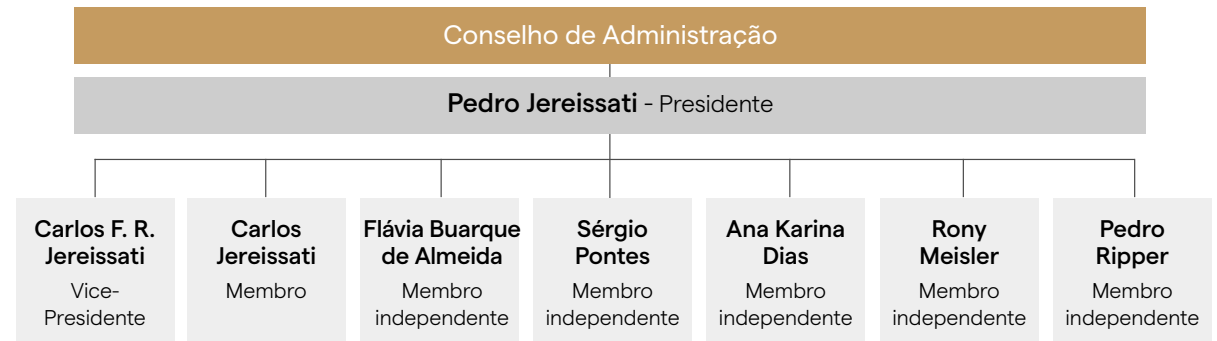 Conselho de Administração
Pedro Jereissati - Presidente
Carlos F. R.
Jereissati
Vice-
Presidente
Carlos
Jereissati
Membro
Flávia Buarque
de Almeida
Membro
independente
Sérgio
Pontes
Membro
independente
Ana Karina
Dias
Membro
independente
Rony
Meisler
Membro
independente
Pedro
Ripper
Membro
independente